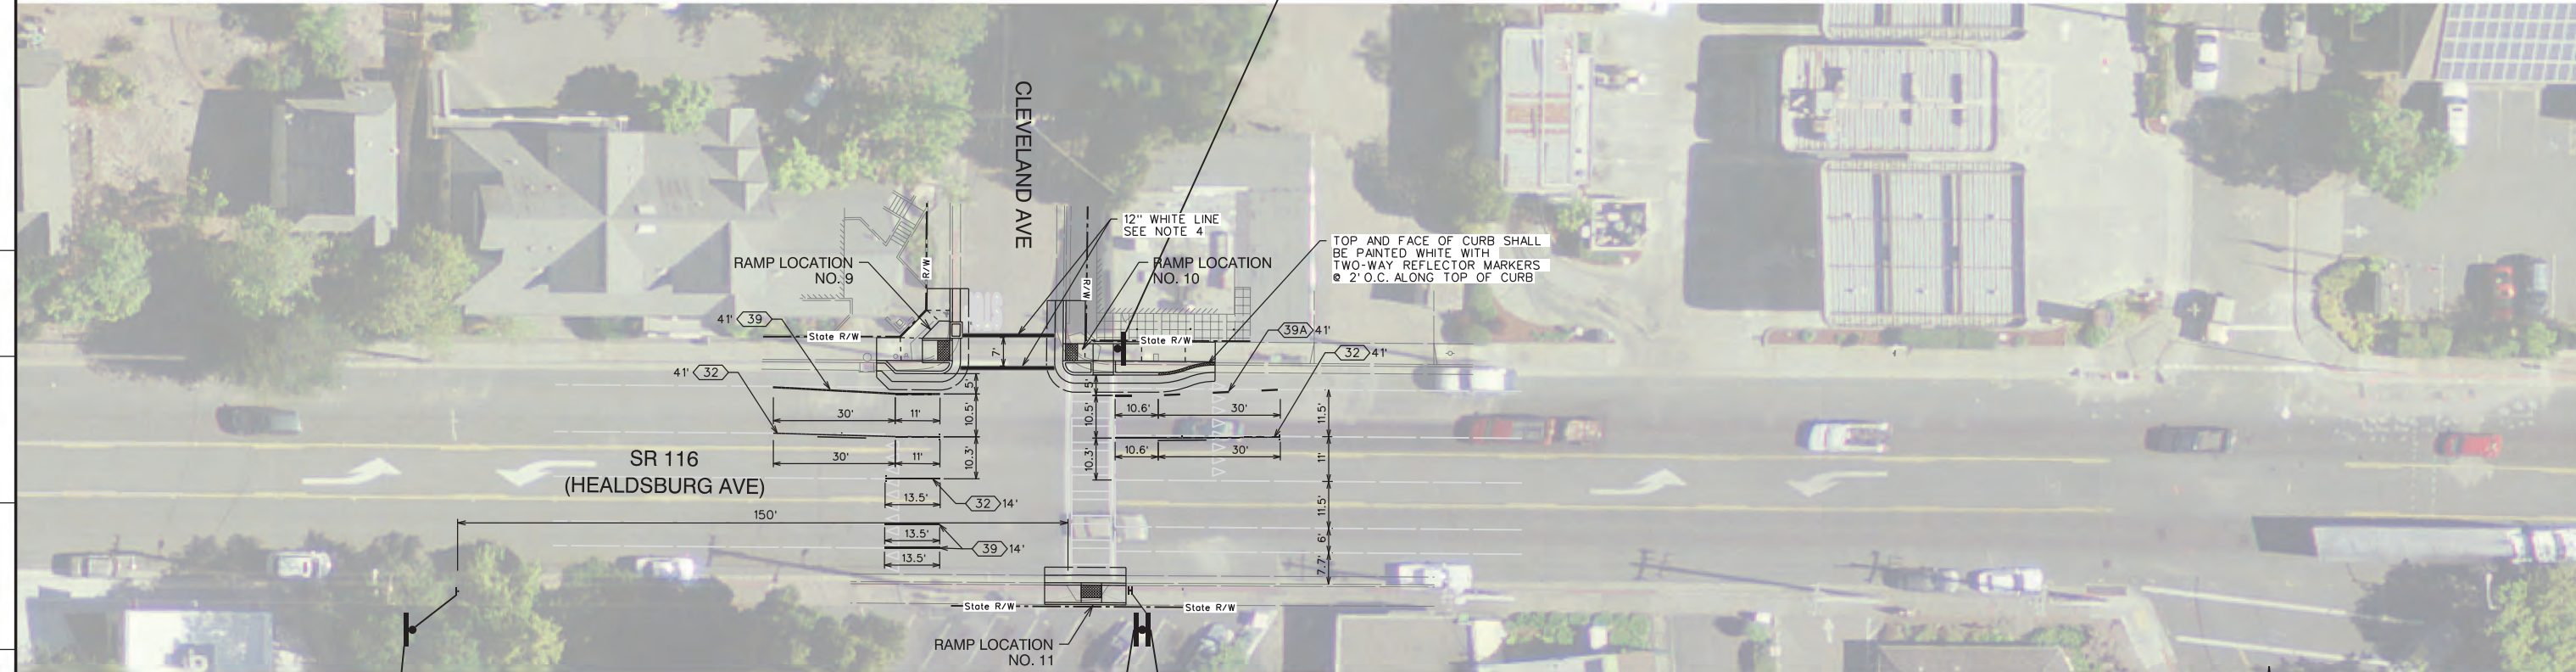 CLEVELAND AVE
12" WHITE LINE
SEE NOTE 4
TOP AND FACE OF CURB SHALL
BE PAINTED WHITE WITH
TWO-WAY REFLECTOR MARKERS
@ 2' O.C. ALONG TOP OF CURB
RAMP LOCATION
NO. 9
R/W
R/W
RAMP LOCATION
NO. 10
41' 39
State R/W
7'
State R/W
39A 41'
32 41'
41' 32
5'
5'
30'
11'
10.5'
10.5'
10.6'
30'
11.5'
30'
11'
10.3'
10.3'
10.6'
30'
11'
SR 116
(HEALDSBURG AVE)
13.5'
32 14'
150'
11.5'
13.5'
39 14'
13.5'
6'
7.7'
State R/W
State R/W
RAMP LOCATION
NO. 11